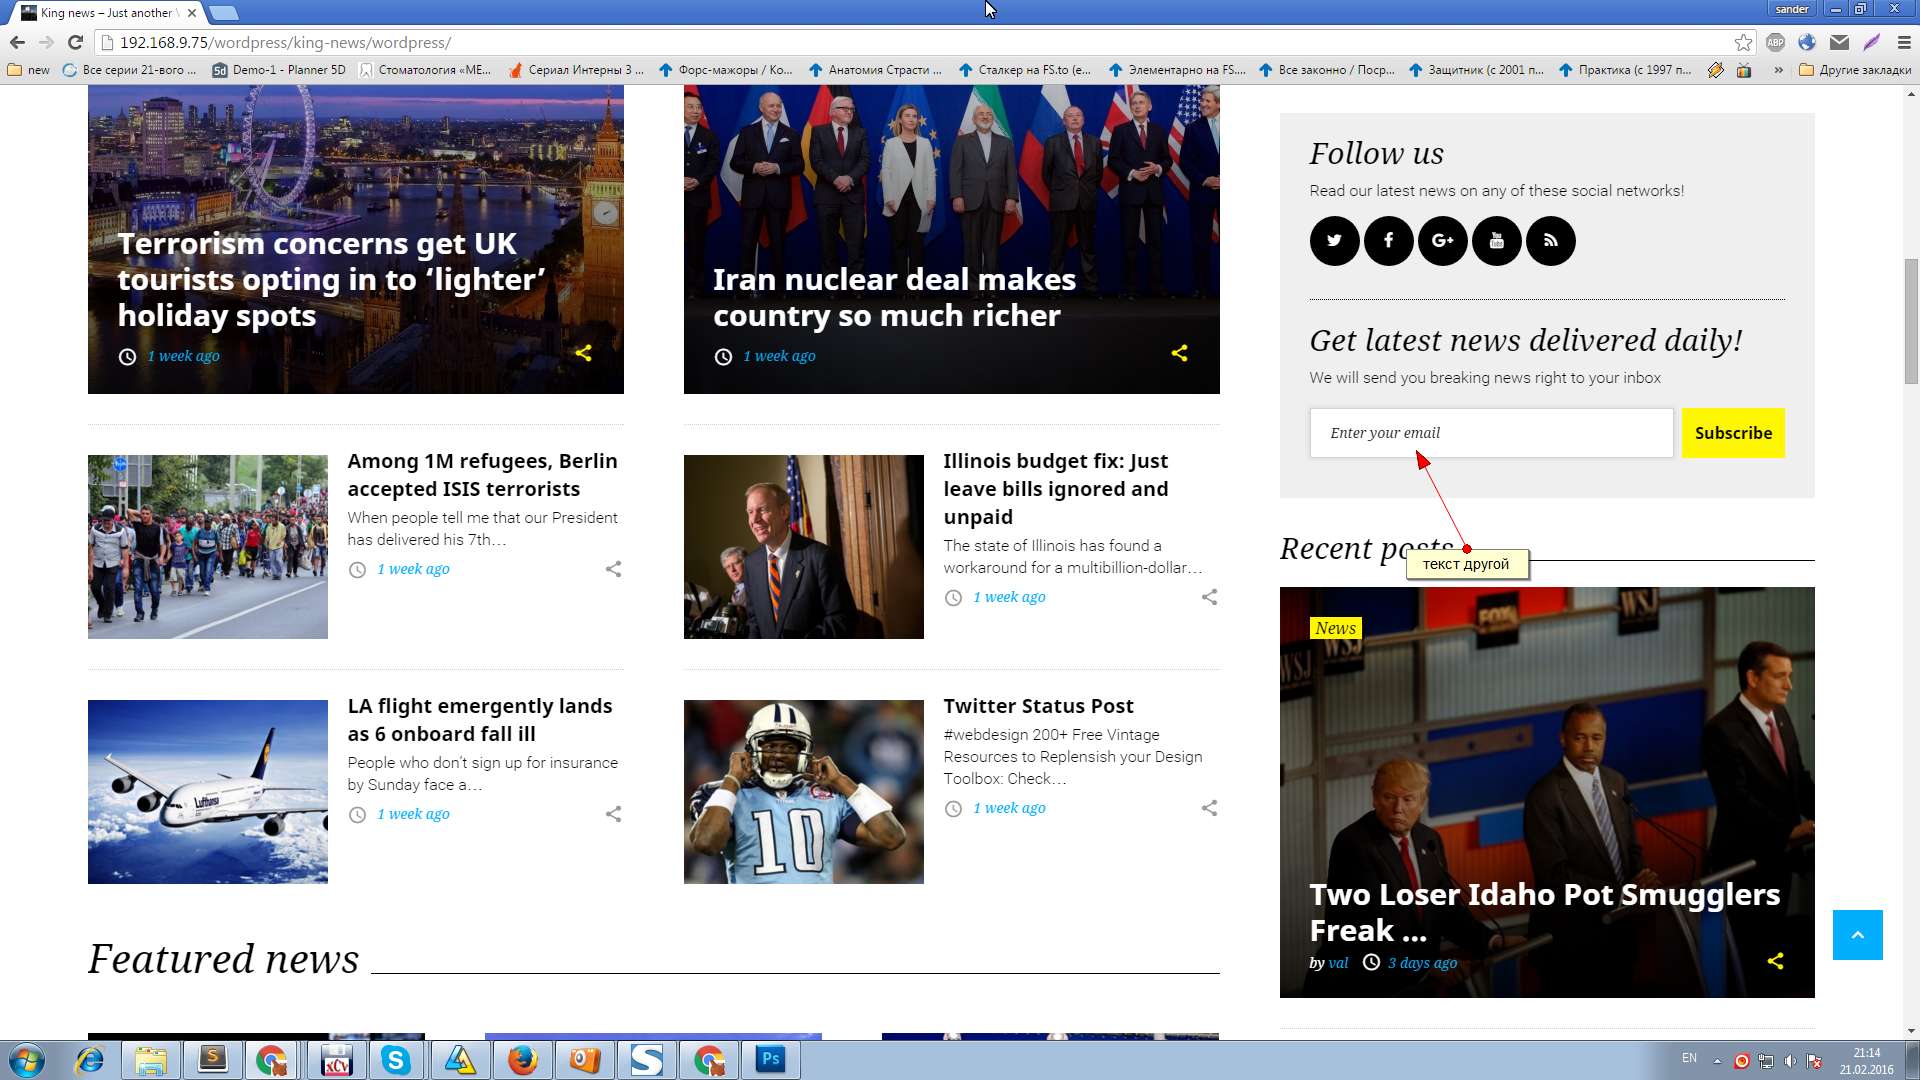 King news – Just another
sander
192.168.9.75/wordpress/king-news/wordpress/
ABP
new
Все серии 21-вого ...
Demo-1 - Planner 5D
Стоматология «МЕ...
Сериал Интерны 3 ...
Форс-мажоры / Ко...
Анатомия Страсти ...
Сталкер на FS.to (е...
Элементарно на FS....
Все законно / Поср...
Защитник (с 2001 п...
Практика (с 1997 п...
»
Другие закладки
Terrorism concerns get UK
tourists opting in to ‘lighter’
holiday spots
1 week ago
Iran nuclear deal makes
country so much richer
1 week ago
Among 1M refugees, Berlin
accepted ISIS terrorists
When people tell me that our President
has delivered his 7th…
1 week ago
Illinois budget fix: Just
leave bills ignored and
unpaid
The state of Illinois has found a
workaround for a multibillion-dollar…
1 week ago
LA flight emergently lands
as 6 onboard fall ill
People who don’t sign up for insurance
by Sunday face a…
Lufthansa
1 week ago
Twitter Status Post
#webdesign 200+ Free Vintage
Resources to Replensish your Design
Toolbox: Check…
10
1 week ago
Featured news
Follow us
Read our latest news on any of these social networks!
You
Tube
Get latest news delivered daily!
We will send you breaking news right to your inbox
Enter your email
Subscribe
Recent posts
текст другой
News
FOX
WSJ
WSJ
WSJ
Two Loser Idaho Pot Smugglers
Freak ...
by val
3 days ago
xCv
Ps
EN
21:14
21.02.2016